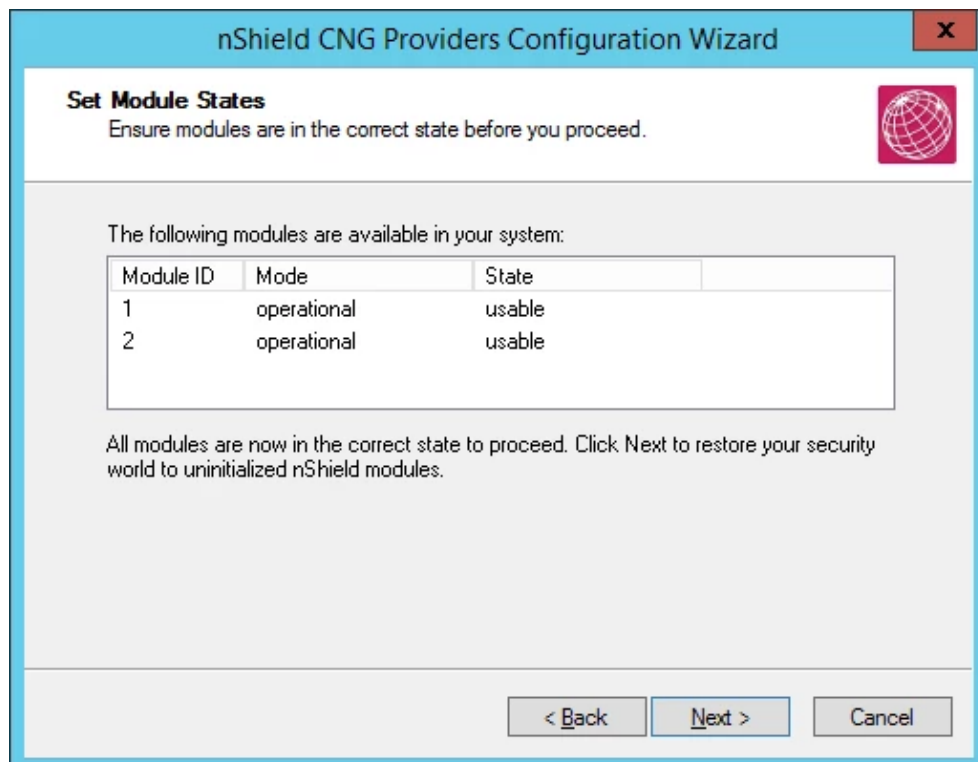 nShield CNG Providers Configuration Wizard
x
Set Module States
Ensure modules are in the correct state before you proceed.
The following modules are available in your system:
Module ID Mode State
1 operational usable
2 operational usable
All modules are now in the correct state to proceed. Click Next to restore your security
world to uninitialized nShield modules.
< Back Next > Cancel